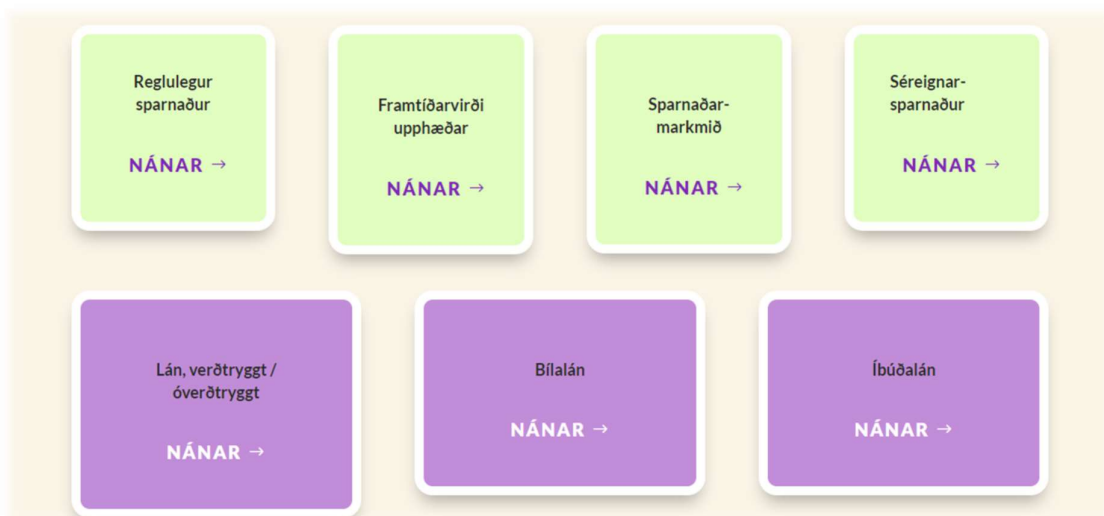 Reglulegur
sparnaður
NÁNAR →
Framtíðarvirði
upphæðar
NÁNAR →
Sparnaðar-
markmið
NÁNAR →
Séreignar-
sparnaður
NÁNAR →
Lán, verðtryggt /
óverðtryggt
NÁNAR →
Bílalán
NÁNAR →
Íbúðalán
NÁNAR →